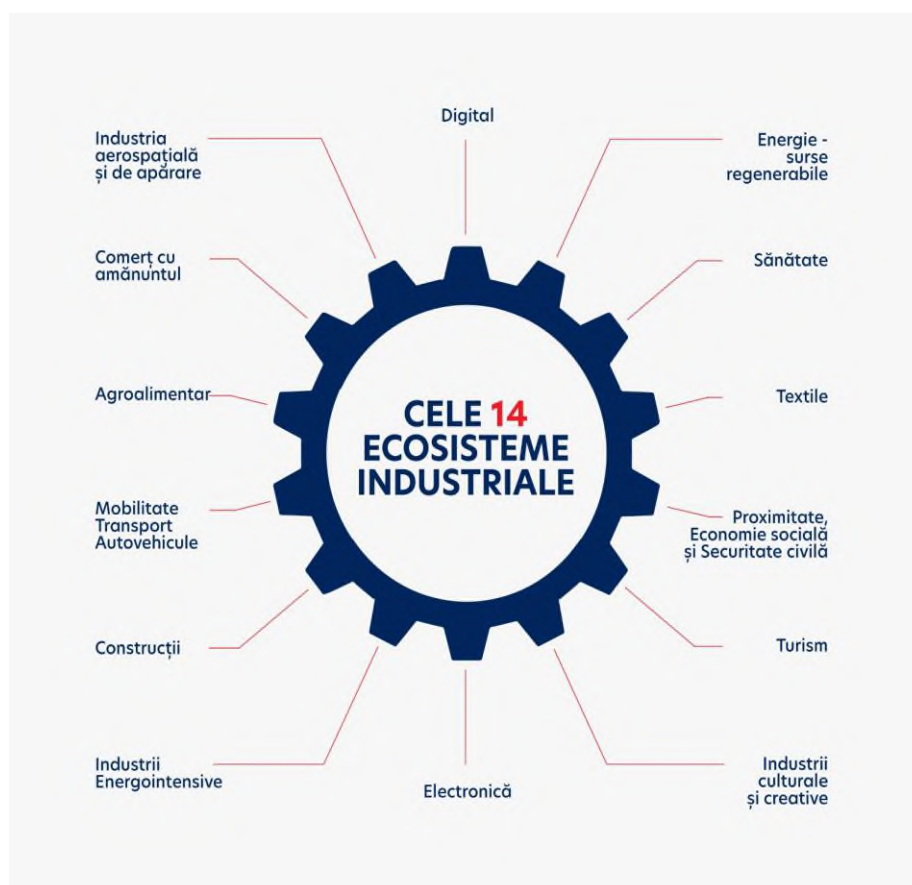 Digital
Industria
aerospațială
și de apărare
Energie -
surse
regenerabile
Comerț cu
amănuntul
Sănătate
Agroalimentar
Textile
CELE 14
ECOSISTEME
INDUSTRIALE
Mobilitate
Transport
Autovehicule
Proximitate,
Economie socială
și Securitate civilă
Construcții
Turism
Industrii
Energointensive
Electronică
Industrii
culturale
și creative